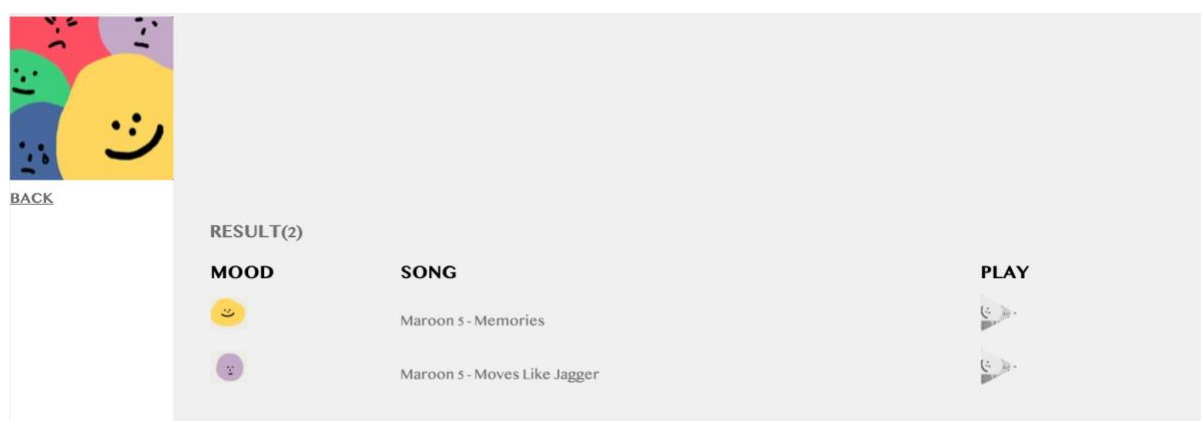 BACK
RESULT(2)
MOOD SONG PLAY
Maroon 5 - Memories
Maroon 5 - Moves Like Jagger